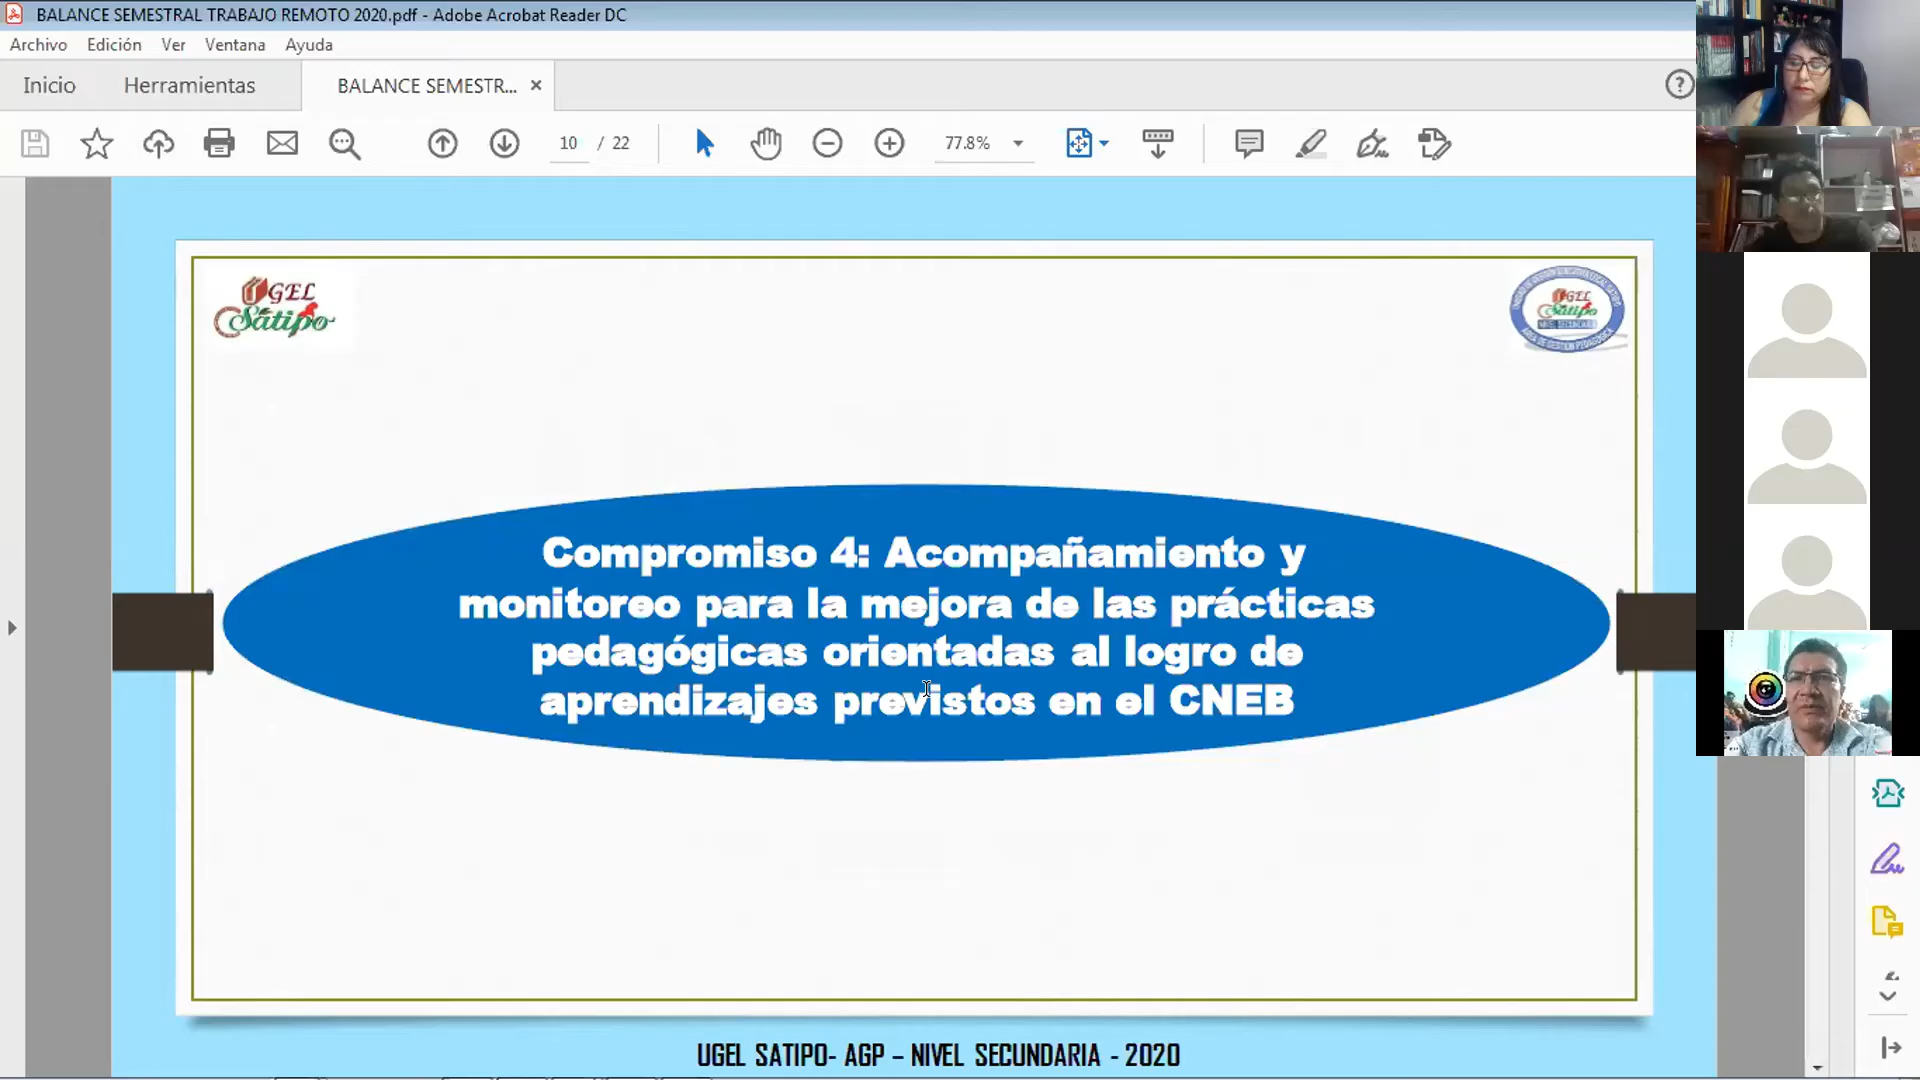 BALANCE SEMESTRAL TRABAJO REMOTO 2020.pdf - Adobe Acrobat Reader DC
Archivo Edición Ver Ventana Ayuda
Inicio Herramientas BALANCE SEMESTR...
10 / 22 77.8%
UGEL
Satipo
UGEL
Satipo
Compromiso 4: Acompañamiento y
monitoreo para la mejora de las prácticas
pedagógicas orientadas al logro de
aprendizajes previstos en el CNEB
UGEL SATIPO- AGP – NIVEL SECUNDARIA - 2020